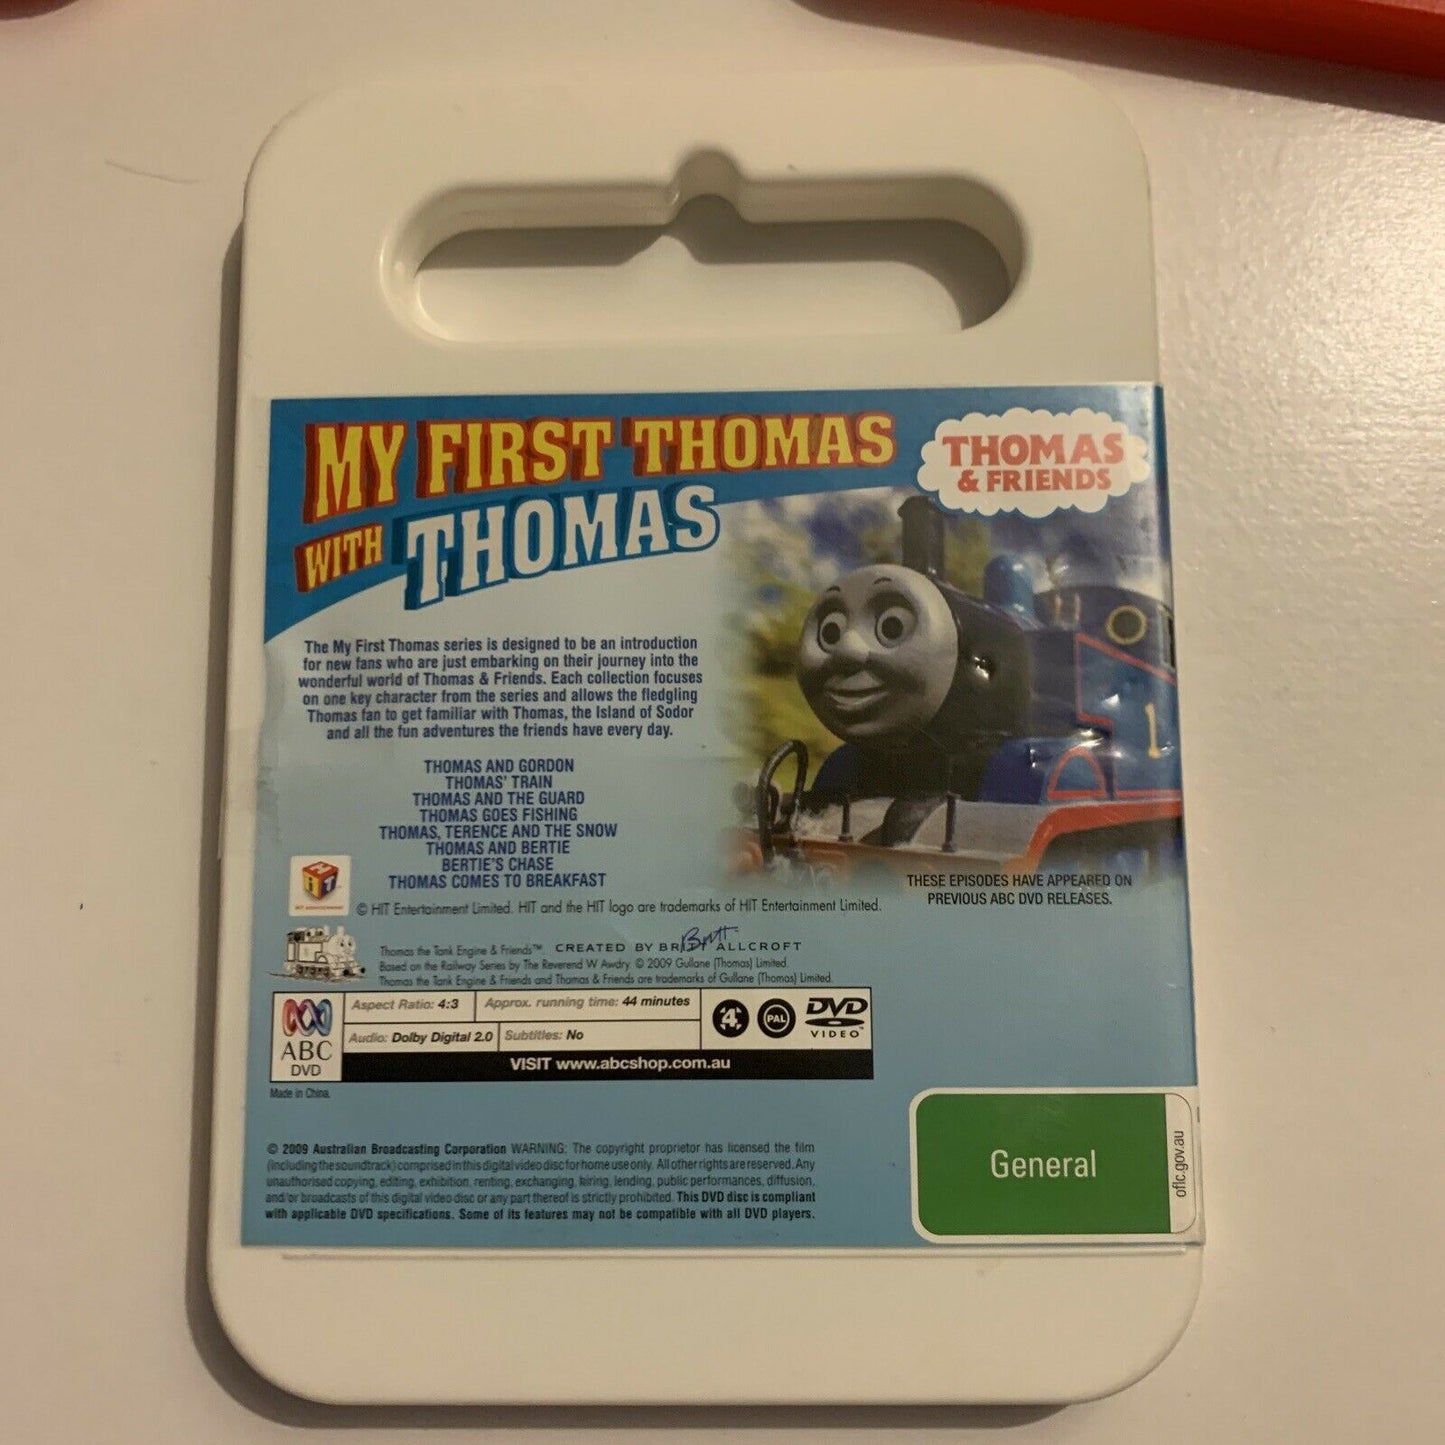 MY FIRST THOMAS
WITH THOMAS
THOMAS
& FRIENDS
The My First Thomas series is designed to be an introduction
for new fans who are just embarking on their journey into the
wonderful world of Thomas & Friends. Each collection focuses
on one key character from the series and allows the fledgling
Thomas fan to get familiar with Thomas, the Island of Sodor
and all the fun adventures the friends have every day.
THOMAS AND GORDON
THOMAS' TRAIN
THOMAS AND THE GUARD
THOMAS GOES FISHING
THOMAS, TERENCE AND THE SNOW
THOMAS AND BERTIE
BERTIE'S CHASE
THOMAS COMES TO BREAKFAST
1
THESE EPISODES HAVE APPEARED ON
PREVIOUS ABC DVD RELEASES.
HiT
© HIT Entertainment Limited. HIT and the HIT logo are trademarks of HIT Entertainment Limited.
Thomas the Tank Engine & Friends™ CREATED BY BRITT ALLCROFT
Based on the Railway Series by The Reverend W Awdry. © 2009 Gullane (Thomas) Limited.
Thomas the Tank Engine & Friends and Thomas & Friends are trademarks of Gullane (Thomas) Limited.
ABC
DVD
Aspect Ratio: 4:3
Approx. running time: 44 minutes
Audio: Dolby Digital 2.0
Subtitles: No
4
PAL
DVD
VIDEO™
VISIT www.abcshop.com.au
Made in China.
© 2009 Australian Broadcasting Corporation WARNING: The copyright proprietor has licensed the film
(including the soundtrack) comprised in this digital video disc for home use only. All other rights are reserved. Any
unauthorised copying, editing, exhibition, renting, exchanging, hiring, lending, public performances, diffusion,
and/or broadcasts of this digital video disc or any part thereof is strictly prohibited. This DVD disc is compliant
with applicable DVD specifications. Some of its features may not be compatible with all DVD players.
General
oflc.gov.au